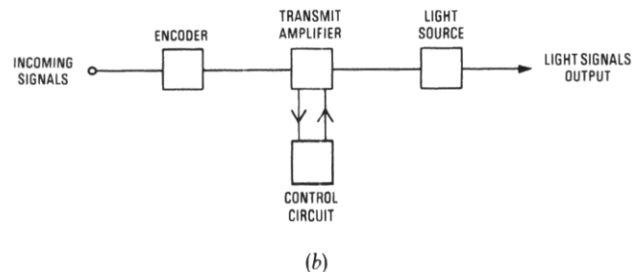 TRANSMIT
AMPLIFIER
LIGHT
SOURCE
ENCODER
INCOMING
SIGNALS
LIGHT SIGNALS
OUTPUT
CONTROL
CIRCUIT
(b)